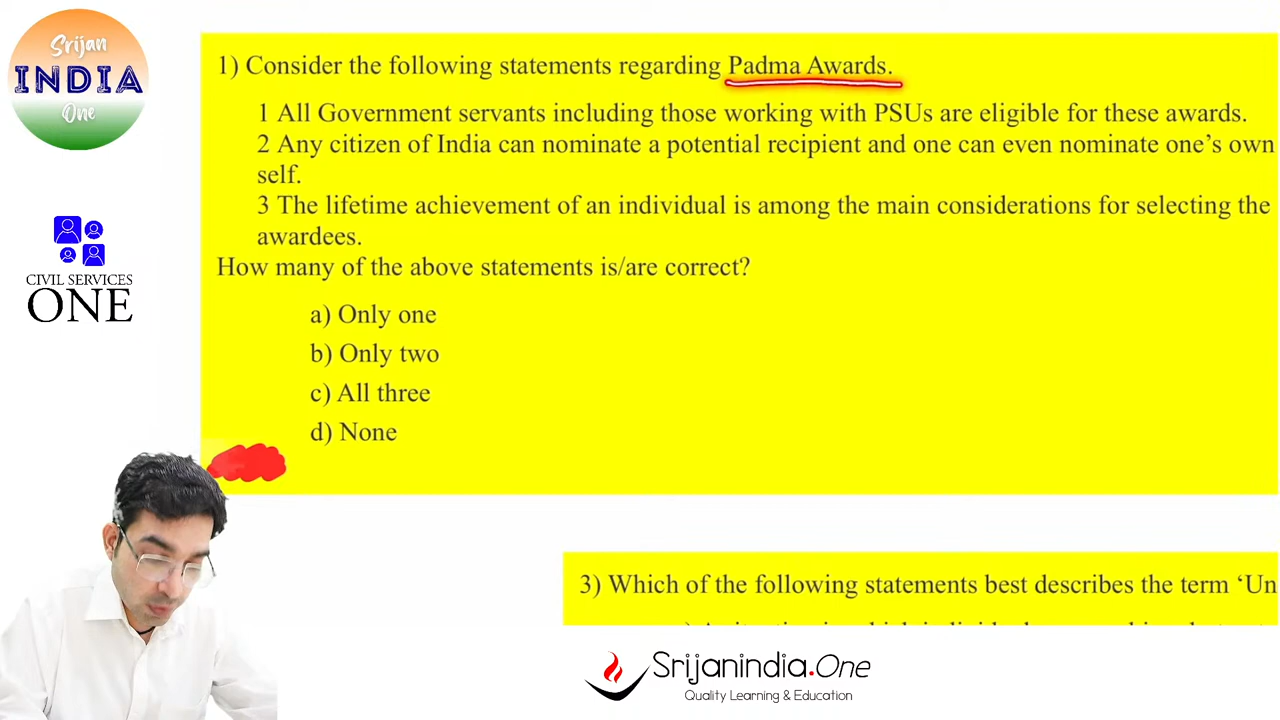 Srijan
INDIA
One
CIVIL SERVICES
ONE
1) Consider the following statements regarding Padma Awards.
1 All Government servants including those working with PSUs are eligible for these awards.
2 Any citizen of India can nominate a potential recipient and one can even nominate one’s own
self.
3 The lifetime achievement of an individual is among the main considerations for selecting the
awardees.
How many of the above statements is/are correct?
a) Only one
b) Only two
c) All three
d) None
3) Which of the following statements best describes the term ‘Un
Srijanindia.One
Quality Learning & Education